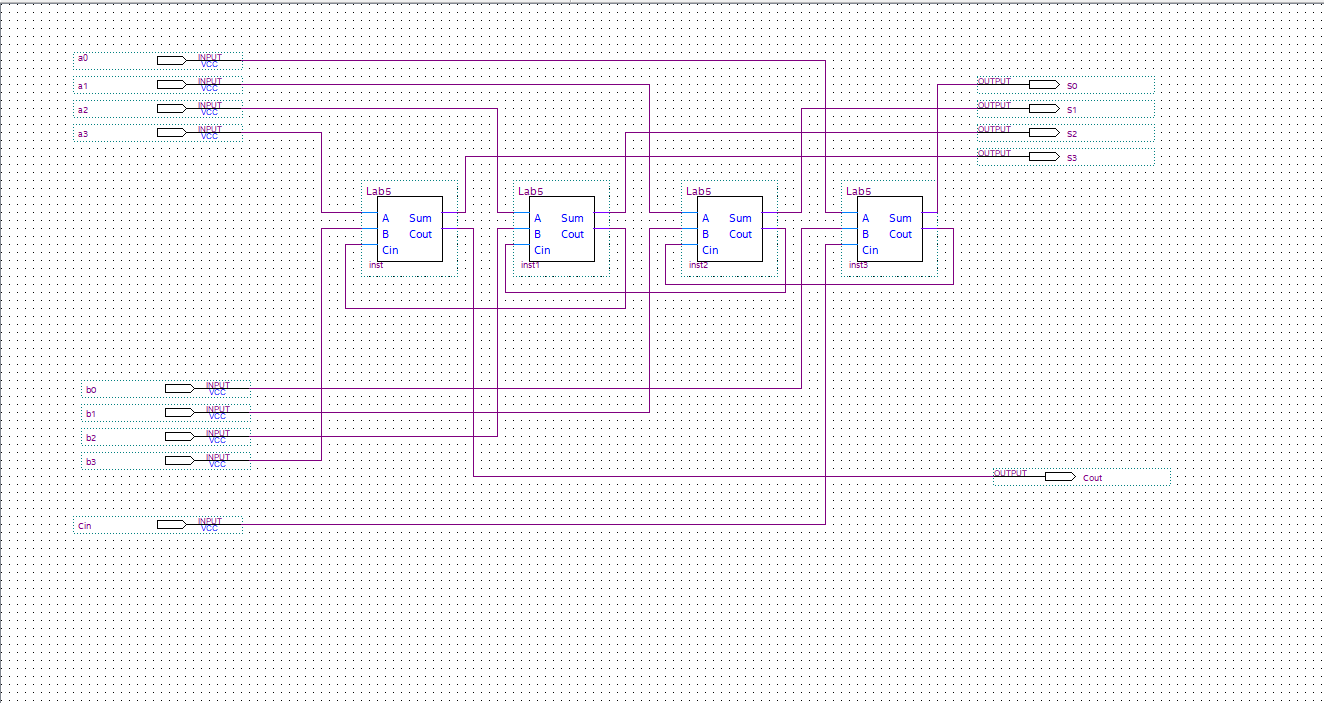 a0 INPUT VCC
a1 INPUT VCC OUTPUT S0
a2 INPUT VCC OUTPUT S1
a3 INPUT VCC OUTPUT S2
OUTPUT S3
Lab5 Lab5 Lab5 Lab5
A Sum A Sum A Sum A Sum
B Cout B Cout B Cout B Cout
Cin Cin Cin Cin
inst inst1 inst2 inst3
b0 INPUT VCC
b1 INPUT VCC
b2 INPUT VCC
b3 INPUT VCC
OUTPUT Cout
Cin INPUT VCC